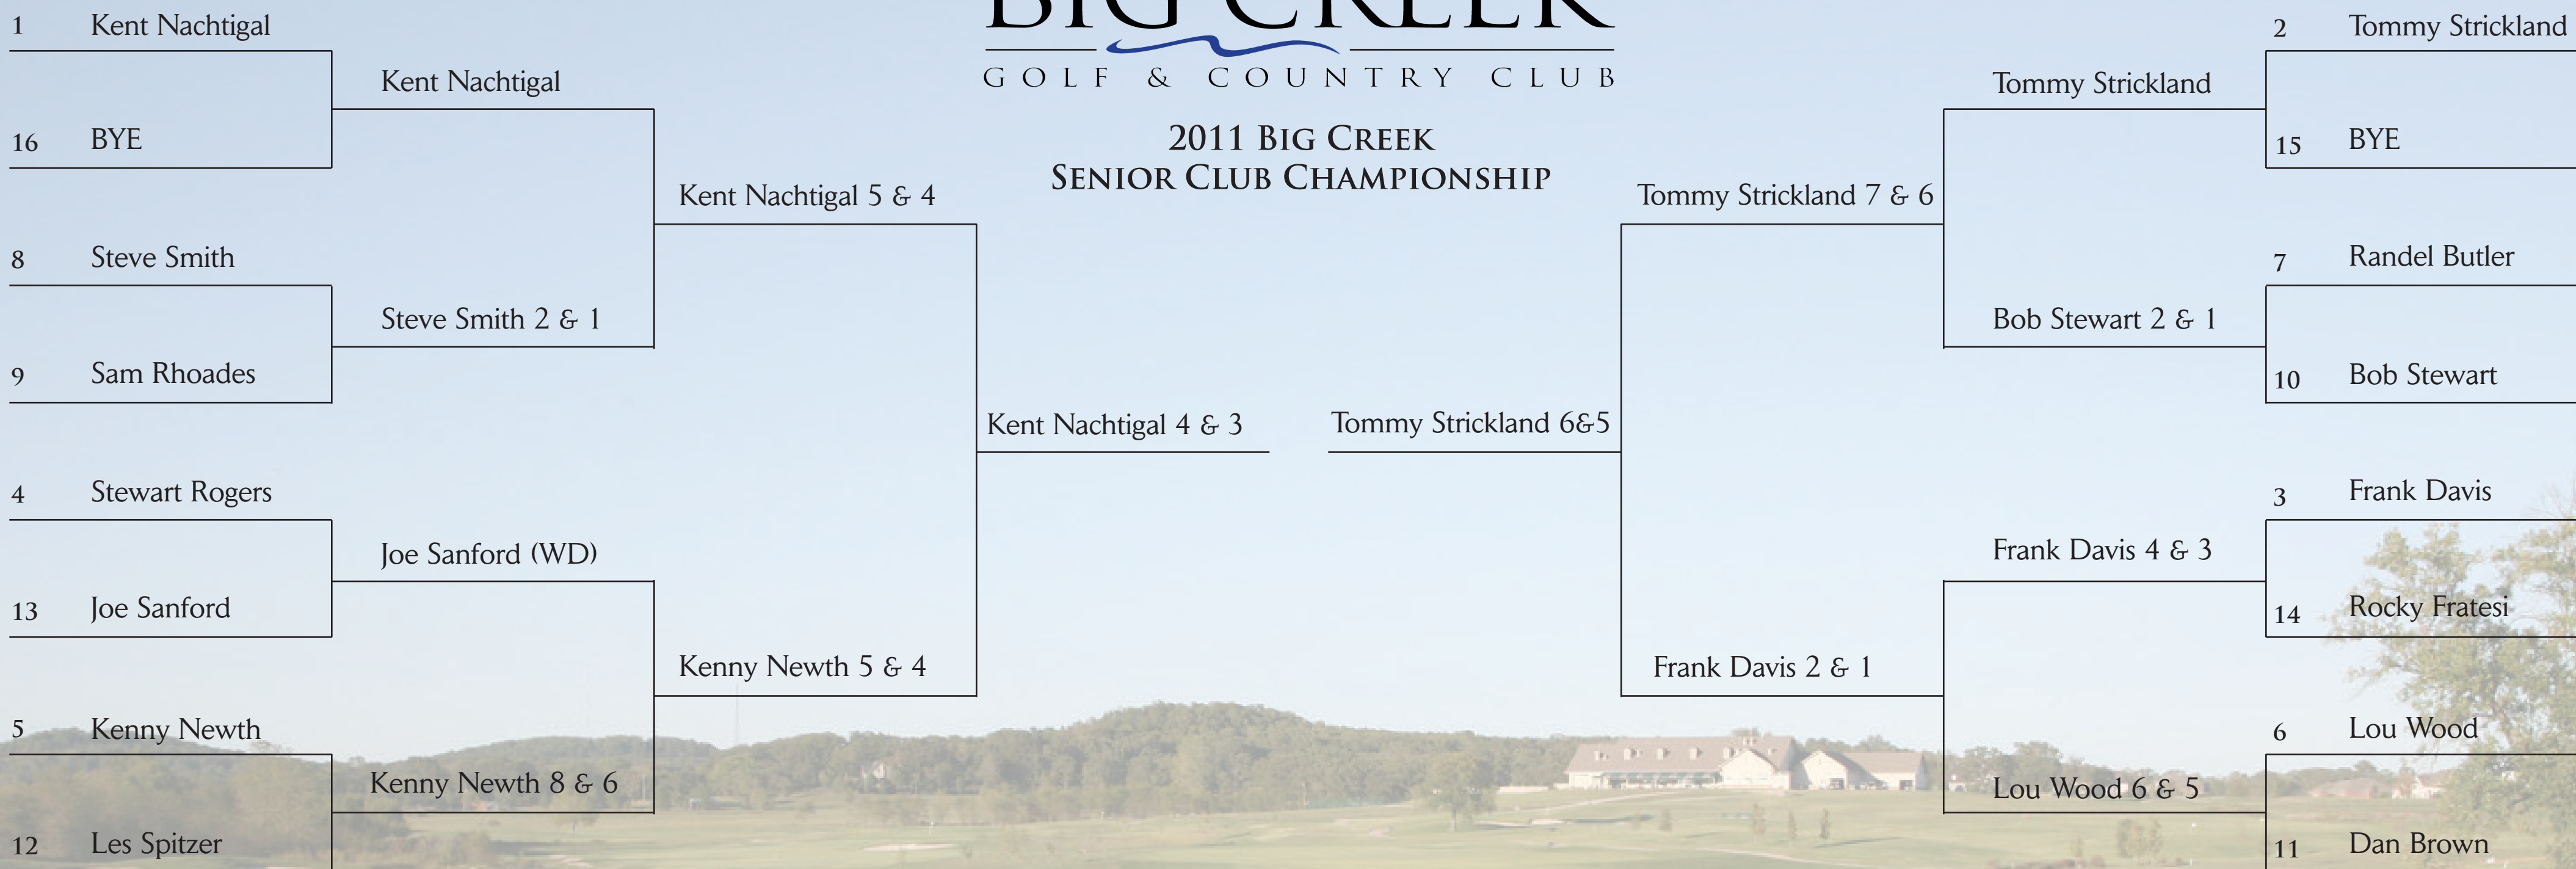 BIG CREEK
GOLF & COUNTRY CLUB
2011 BIG CREEK
SENIOR CLUB CHAMPIONSHIP
1 Kent Nachtigal
16 BYE
8 Steve Smith
9 Sam Rhoades
4 Stewart Rogers
13 Joe Sanford
5 Kenny Newth
12 Les Spitzer
Kent Nachtigal
Steve Smith 2 & 1
Joe Sanford (WD)
Kenny Newth 8 & 6
Kent Nachtigal 5 & 4
Kenny Newth 5 & 4
Kent Nachtigal 4 & 3
Tommy Strickland 6&5
Tommy Strickland 7 & 6
Frank Davis 2 & 1
Tommy Strickland
Bob Stewart 2 & 1
Frank Davis 4 & 3
Lou Wood 6 & 5
2 Tommy Strickland
15 BYE
7 Randel Butler
10 Bob Stewart
3 Frank Davis
14 Rocky Fratesi
6 Lou Wood
11 Dan Brown